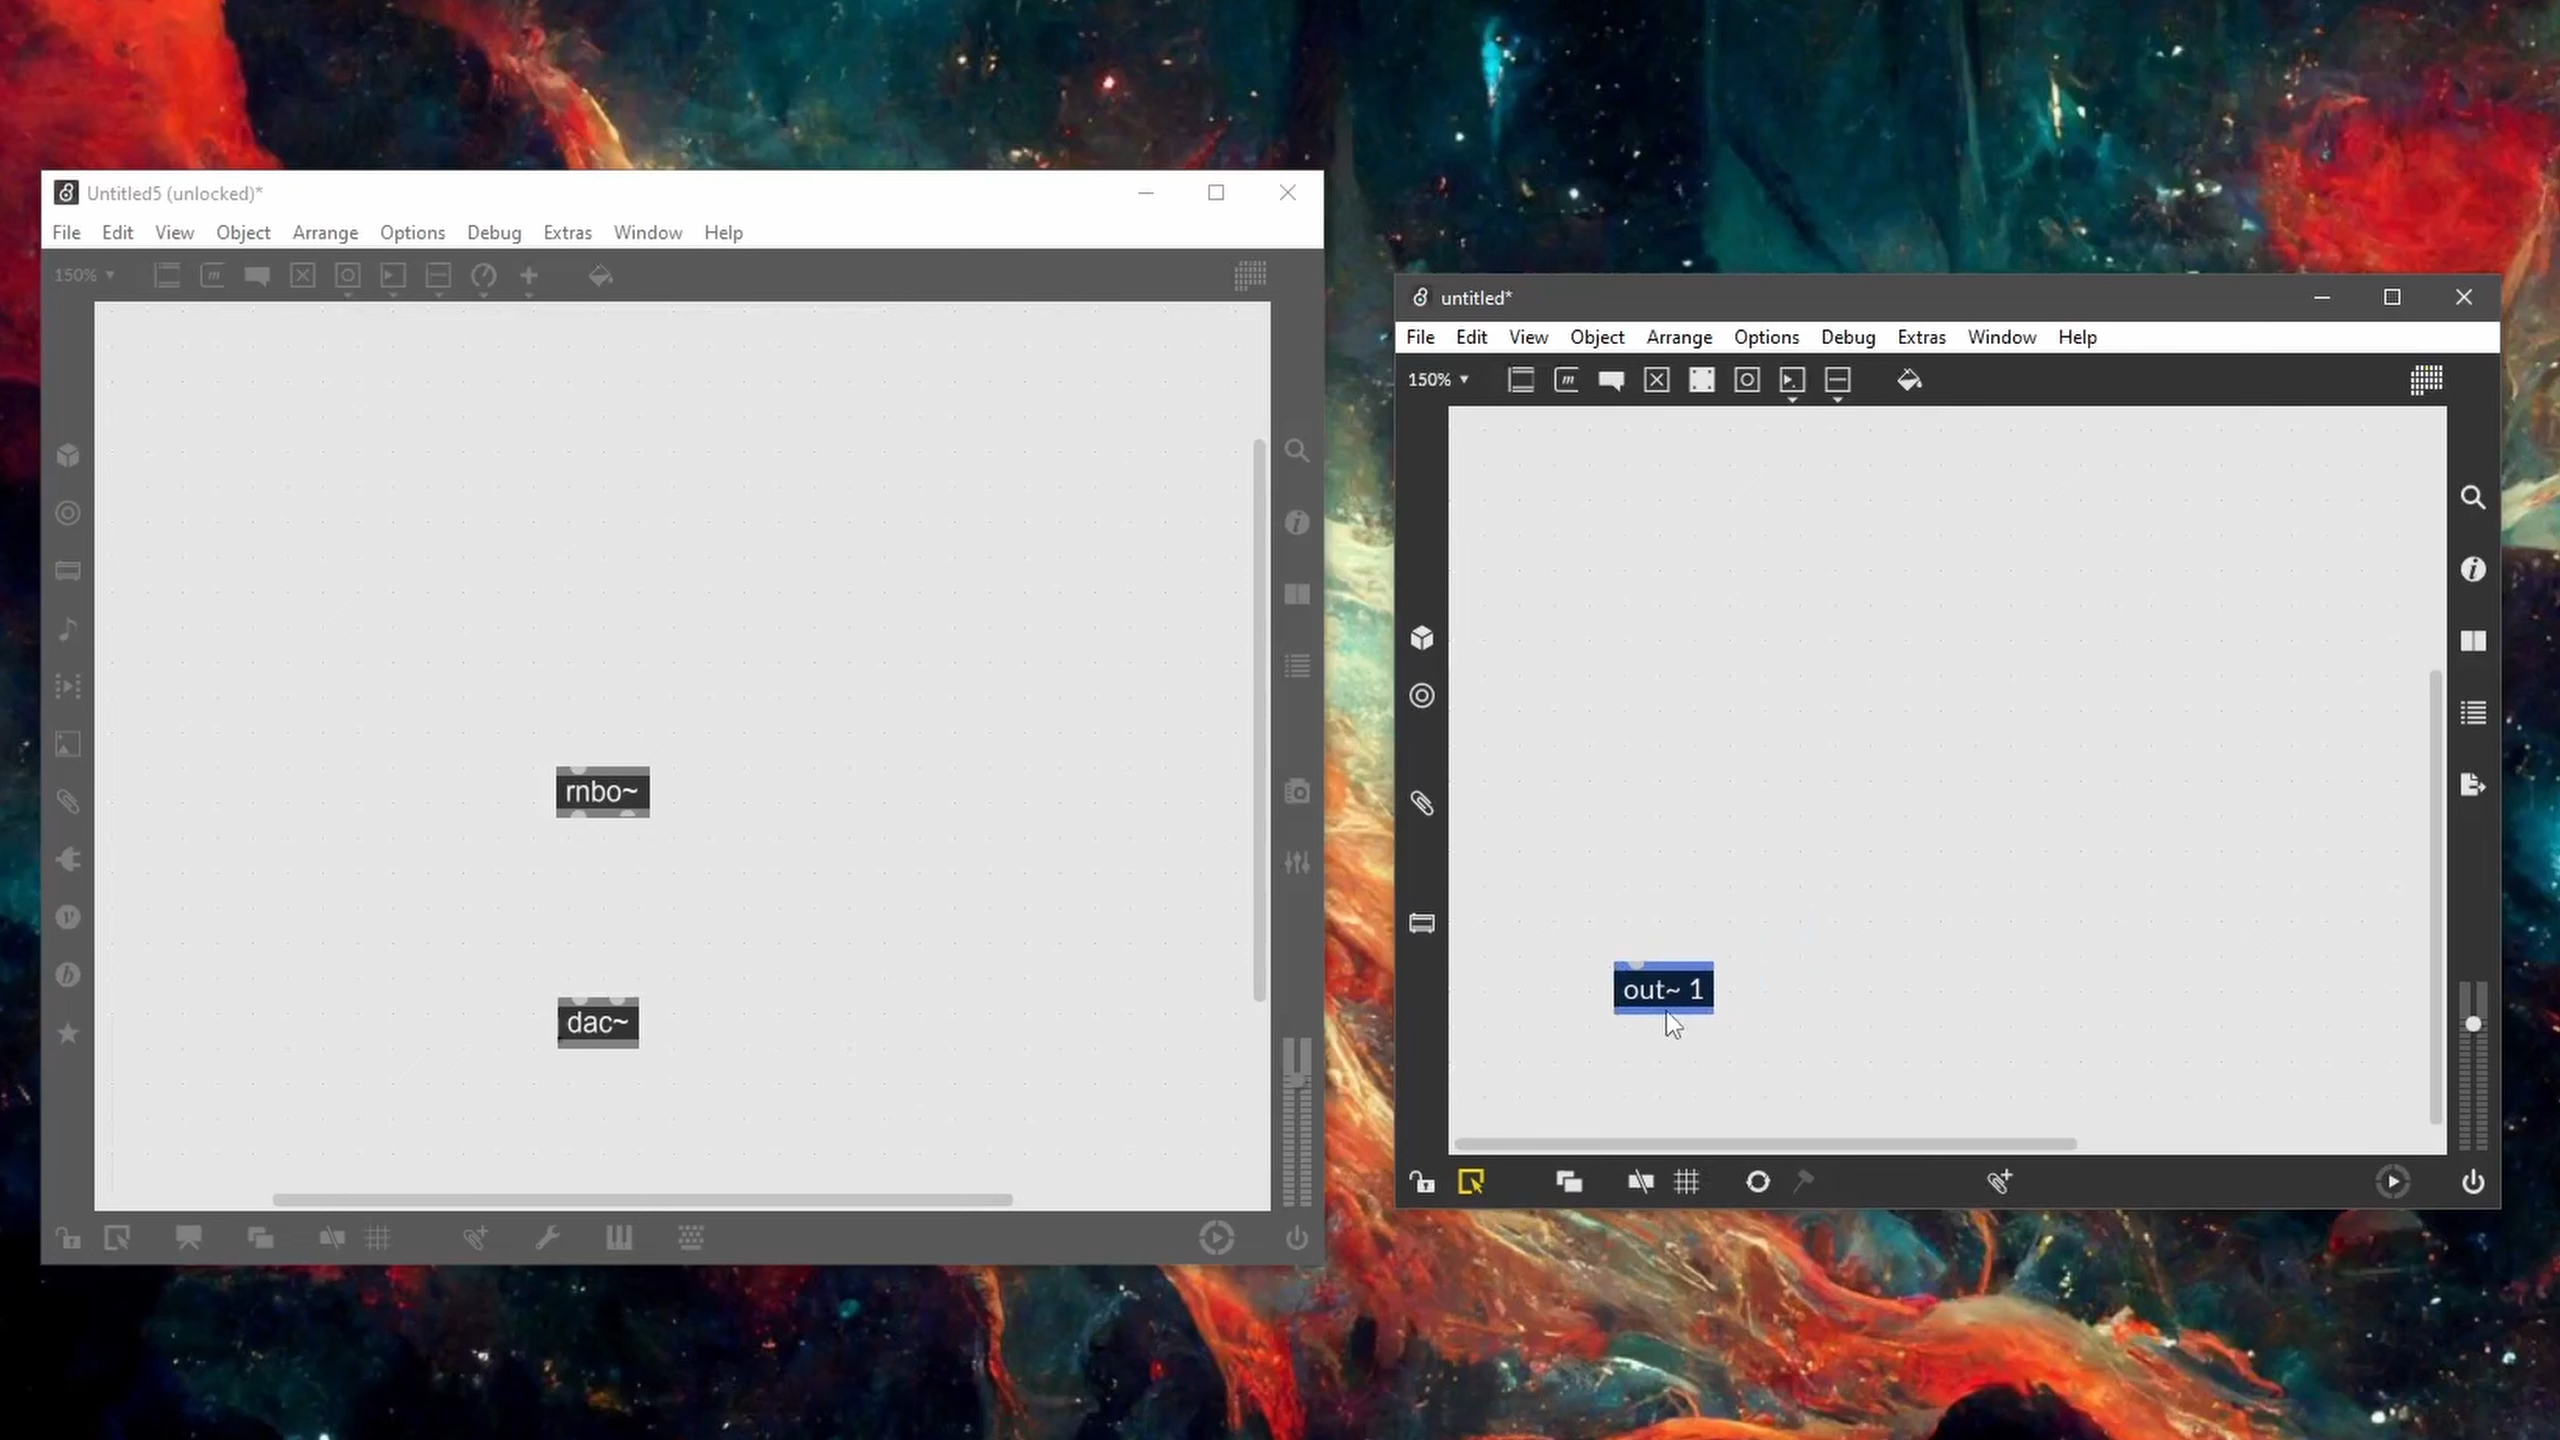 Untitled5 (unlocked)*
File Edit View Object Arrange Options Debug Extras Window Help
150%
rnbo~
dac~
untitled*
File Edit View Object Arrange Options Debug Extras Window Help
150%
out~ 1